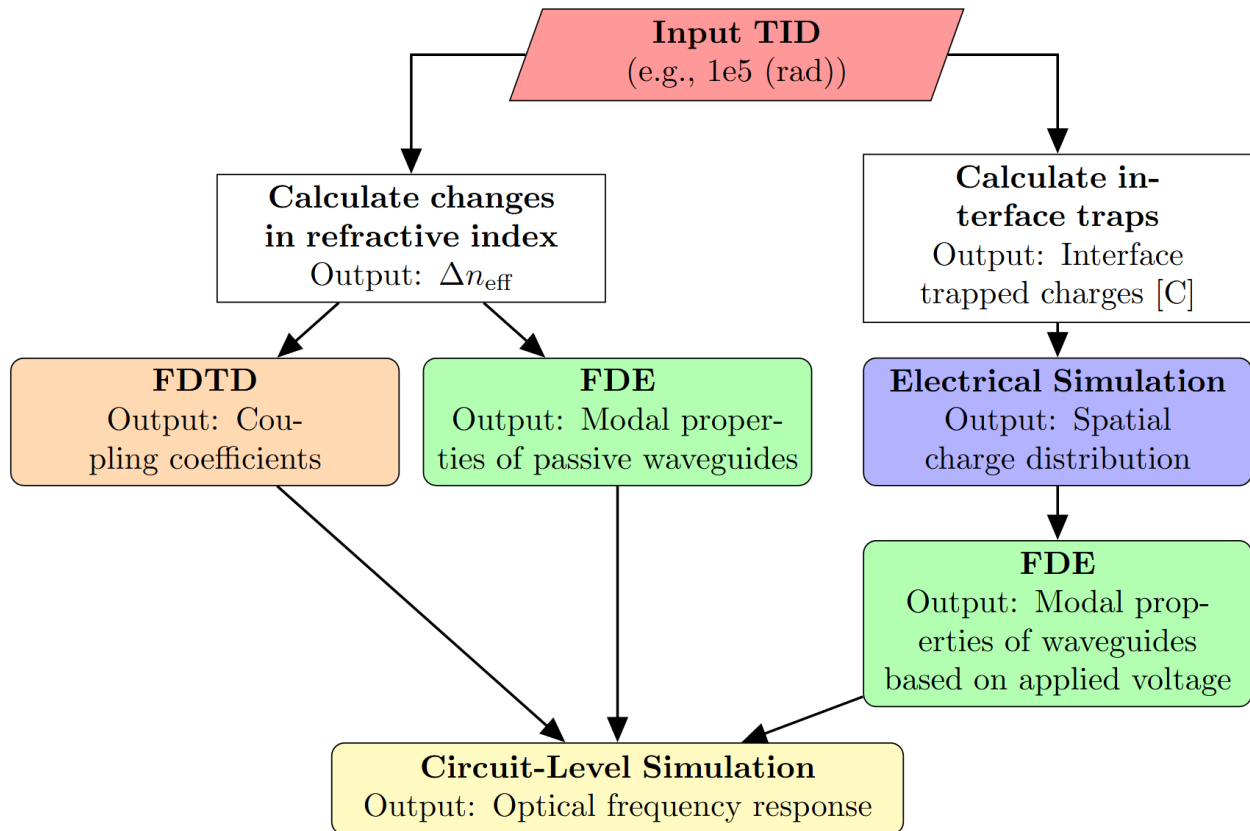 Input TID
(e.g., 1e5 (rad))
Calculate changes
in refractive index
Output: Δn_eff
Calculate in-
terface traps
Output: Interface
trapped charges [C]
FDTD
Output: Cou-
pling coefficients
FDE
Output: Modal proper-
ties of passive waveguides
Electrical Simulation
Output: Spatial
charge distribution
FDE
Output: Modal prop-
erties of waveguides
based on applied voltage
Circuit-Level Simulation
Output: Optical frequency response